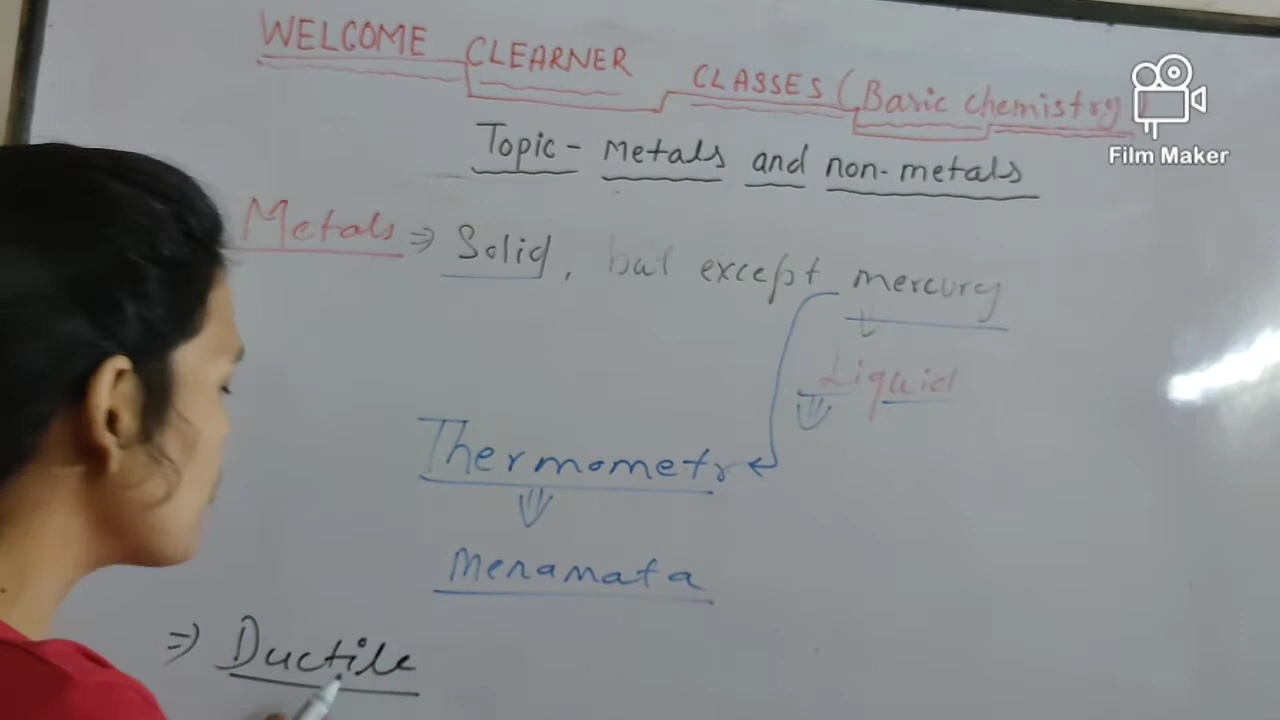 WELCOME CLEARNER CLASSES (Basic chemistry)
Film Maker
Topic - Metals and non-metals
Metals ⇒ Solid, but except mercury
Liquid
Thermometr
Menamata
⇒ Ductile